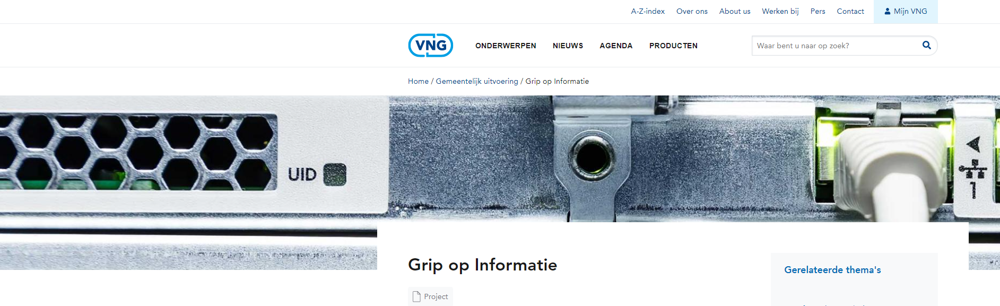 A-Z-index Over ons About us Werken bij Pers Contact Mijn VNG
VNG ONDERWERPEN NIEUWS AGENDA PRODUCTEN Waar bent u naar op zoek?
Home / Gemeentelijk uitvoering / Grip op Informatie
UID
1
Grip op Informatie
Gerelateerde thema's
Project